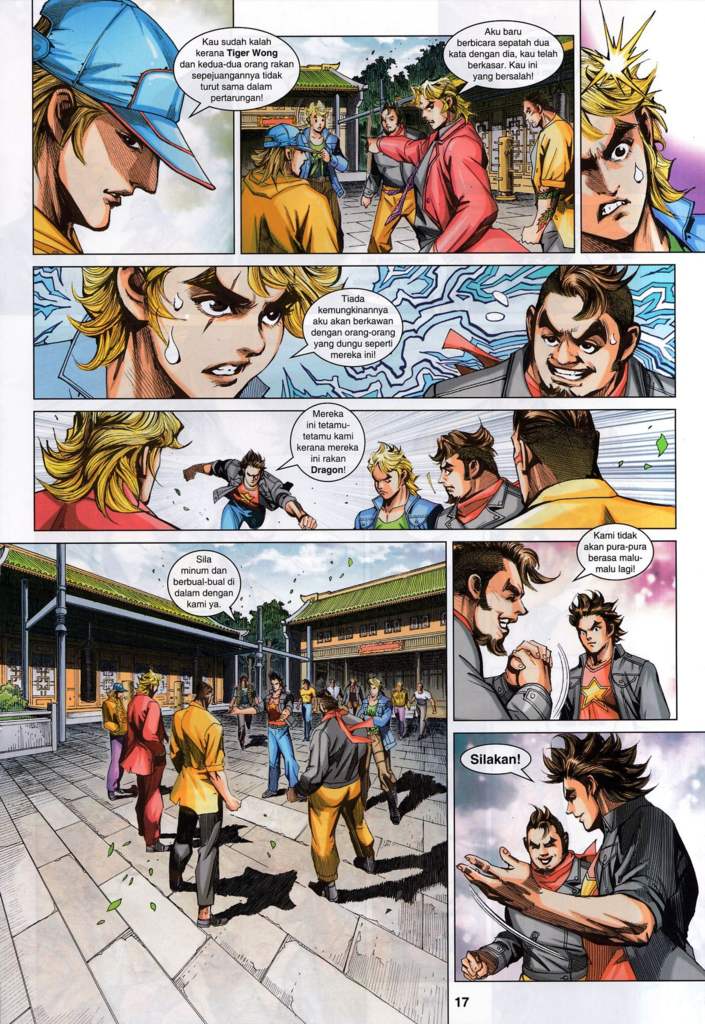 Kau sudah kalah
kerana Tiger Wong
dan kedua-dua orang rakan
sepejuangannya tidak
turut sama dalam
pertarungan!
Aku baru
berbicara sepatah dua
kata dengan dia, kau telah
berkasar. Kau ini
yang bersalah!
Tiada
kemungkinannya
aku akan berkawan
dengan orang-orang
yang dungu seperti
mereka ini!
Mereka
ini tetamu-
tetamu kami
kerana mereka
ini rakan
Dragon!
Sila
minum dan
berbual-bual di
dalam dengan
kami ya.
Kami tidak
akan pura-pura
berasa malu-
malu lagi!
Silakan!
17